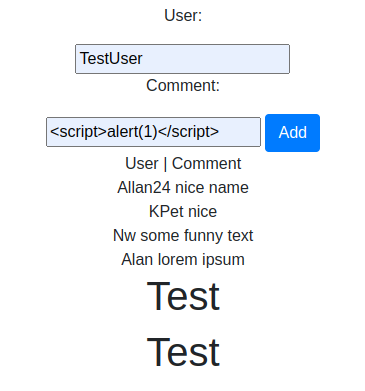 User:
TestUser
Comment:
<script>alert(1)</script> Add
User | Comment
Allan24 nice name
KPet nice
Nw some funny text
Alan lorem ipsum
Test
Test